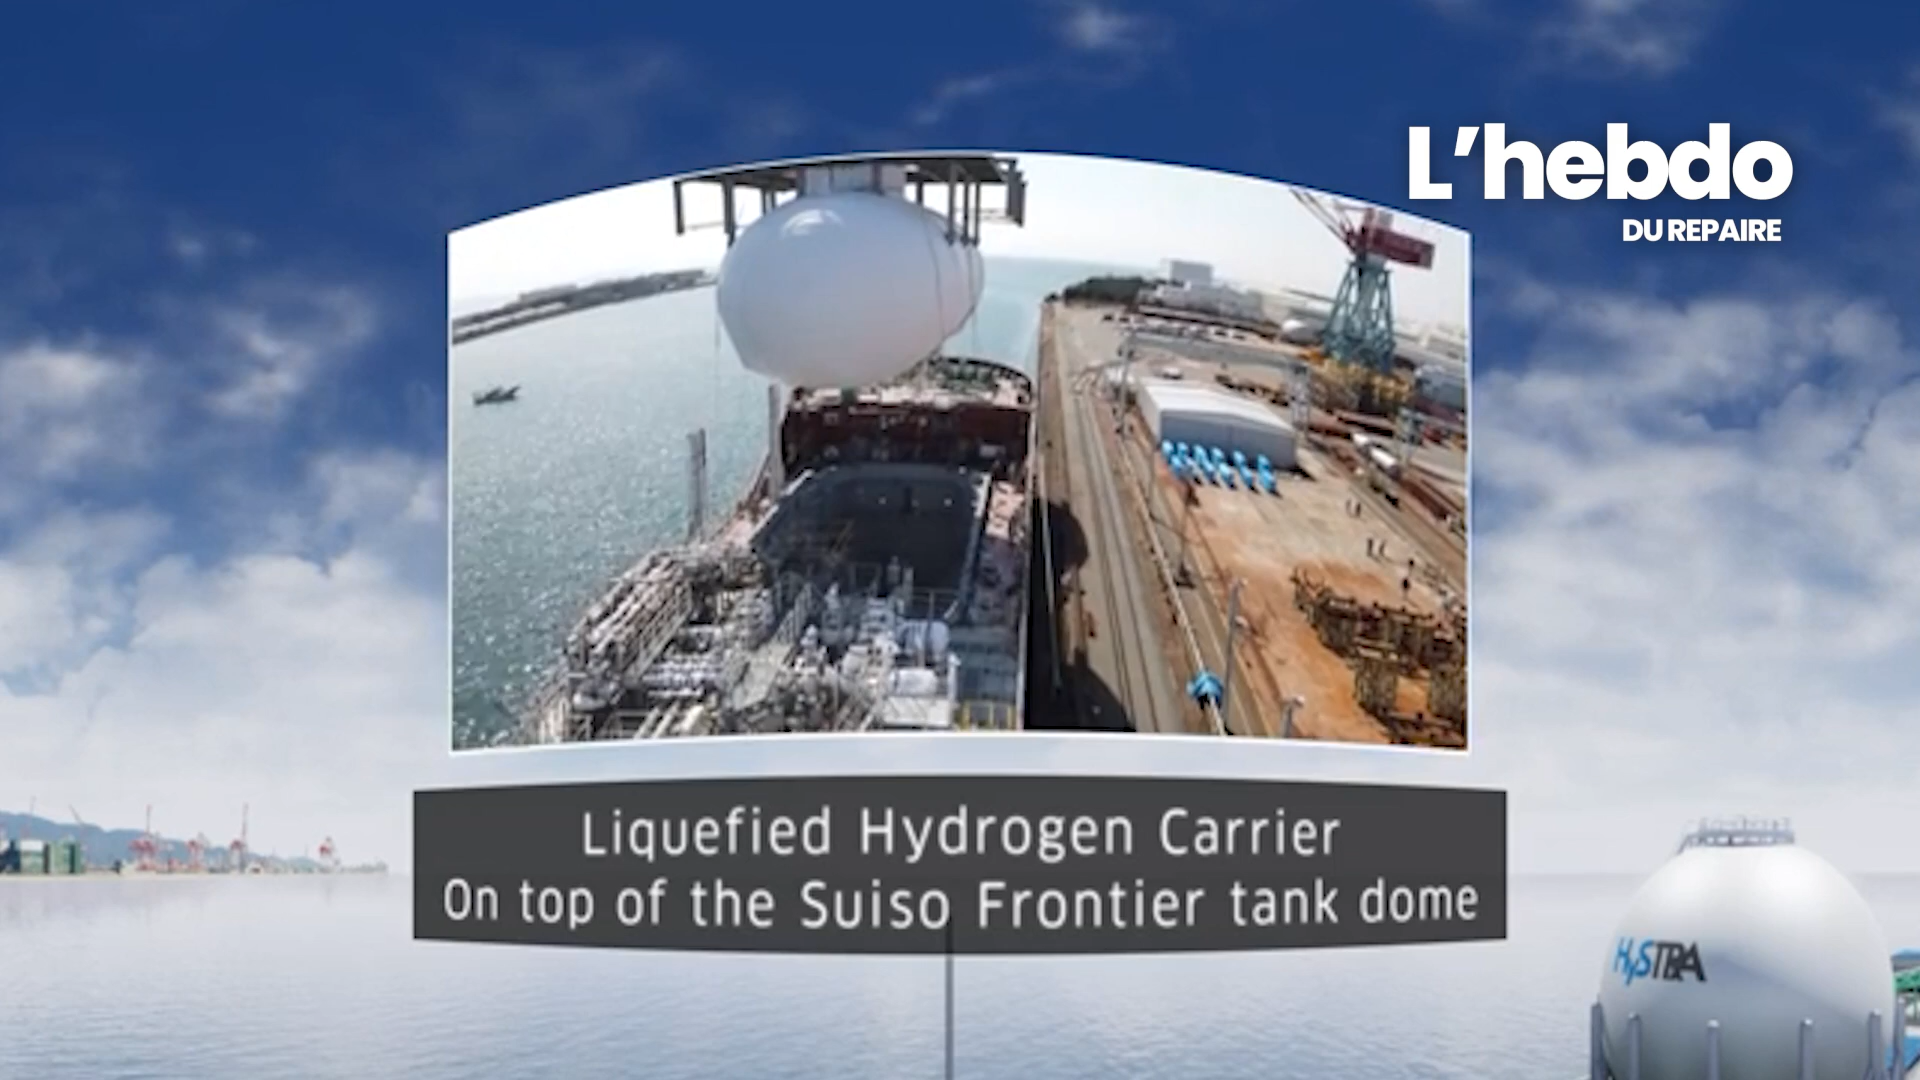 L'hebdo
DU REPAIRE
Liquefied Hydrogen Carrier
On top of the Suiso Frontier tank dome
HySTRA